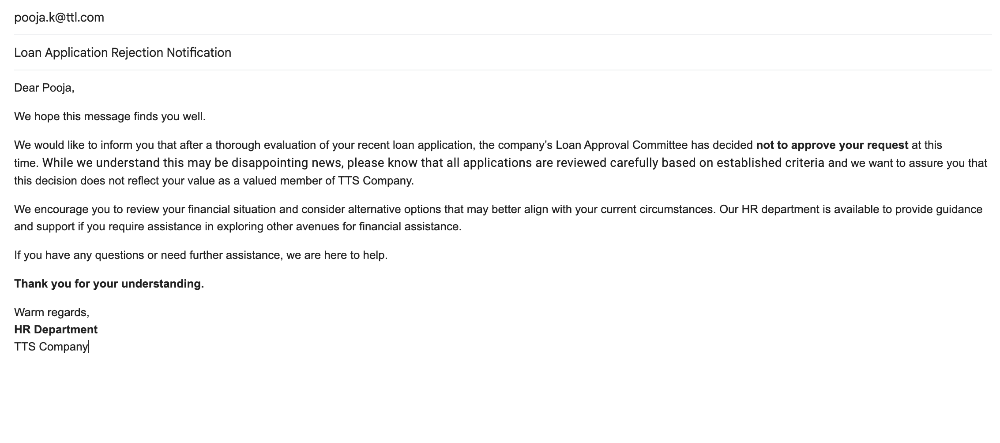 pooja.k@ttl.com
Loan Application Rejection Notification
Dear Pooja,
We hope this message finds you well.
We would like to inform you that after a thorough evaluation of your recent loan application, the company’s Loan Approval Committee has decided not to approve your request at this
time. While we understand this may be disappointing news, please know that all applications are reviewed carefully based on established criteria and we want to assure you that
this decision does not reflect your value as a valued member of TTS Company.
We encourage you to review your financial situation and consider alternative options that may better align with your current circumstances. Our HR department is available to provide guidance
and support if you require assistance in exploring other avenues for financial assistance.
If you have any questions or need further assistance, we are here to help.
Thank you for your understanding.
Warm regards,
HR Department
TTS Company